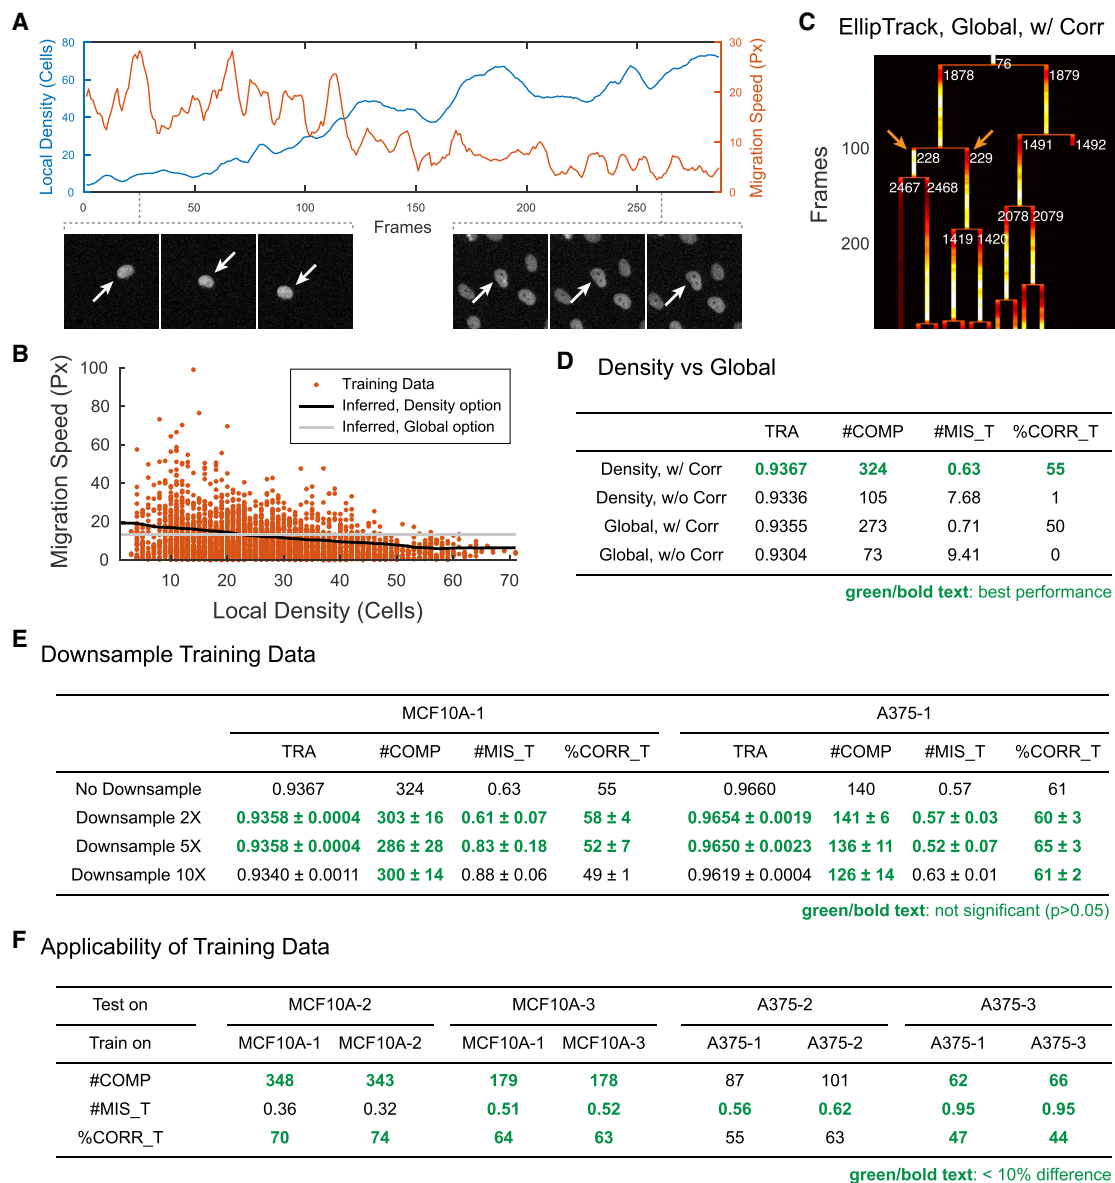 A
Local Density (Cells)
80
60
40
20
0
30
20
10
0
Migration Speed (Px)
0 50 100 150 200 250
Frames
C EllipTrack, Global, w/ Corr
Frames
100
200
76
1878
1879
228
229
1491
1492
2467
2468
2078
2079
1419
1420
B
Migration Speed (Px)
100
80
60
40
20
0
Training Data
Inferred, Density option
Inferred, Global option
10 20 30 40 50 60 70
Local Density (Cells)
D Density vs Global
TRA #COMP #MIS_T %CORR_T
Density, w/ Corr 0.9367 324 0.63 55
Density, w/o Corr 0.9336 105 7.68 1
Global, w/ Corr 0.9355 273 0.71 50
Global, w/o Corr 0.9304 73 9.41 0
green/bold text: best performance
E Downsample Training Data
MCF10A-1 A375-1
TRA #COMP #MIS_T %CORR_T TRA #COMP #MIS_T %CORR_T
No Downsample 0.9367 324 0.63 55 0.9660 140 0.57 61
Downsample 2X 0.9358 ± 0.0004 303 ± 16 0.61 ± 0.07 58 ± 4 0.9654 ± 0.0019 141 ± 6 0.57 ± 0.03 60 ± 3
Downsample 5X 0.9358 ± 0.0004 286 ± 28 0.83 ± 0.18 52 ± 7 0.9650 ± 0.0023 136 ± 11 0.52 ± 0.07 65 ± 3
Downsample 10X 0.9340 ± 0.0011 300 ± 14 0.88 ± 0.06 49 ± 1 0.9619 ± 0.0004 126 ± 14 0.63 ± 0.01 61 ± 2
green/bold text: not significant (p>0.05)
F Applicability of Training Data
Test on MCF10A-2 MCF10A-3 A375-2 A375-3
Train on MCF10A-1 MCF10A-2 MCF10A-1 MCF10A-3 A375-1 A375-2 A375-1 A375-3
#COMP 348 343 179 178 87 101 62 66
#MIS_T 0.36 0.32 0.51 0.52 0.56 0.62 0.95 0.95
%CORR_T 70 74 64 63 55 63 47 44
green/bold text: < 10% difference